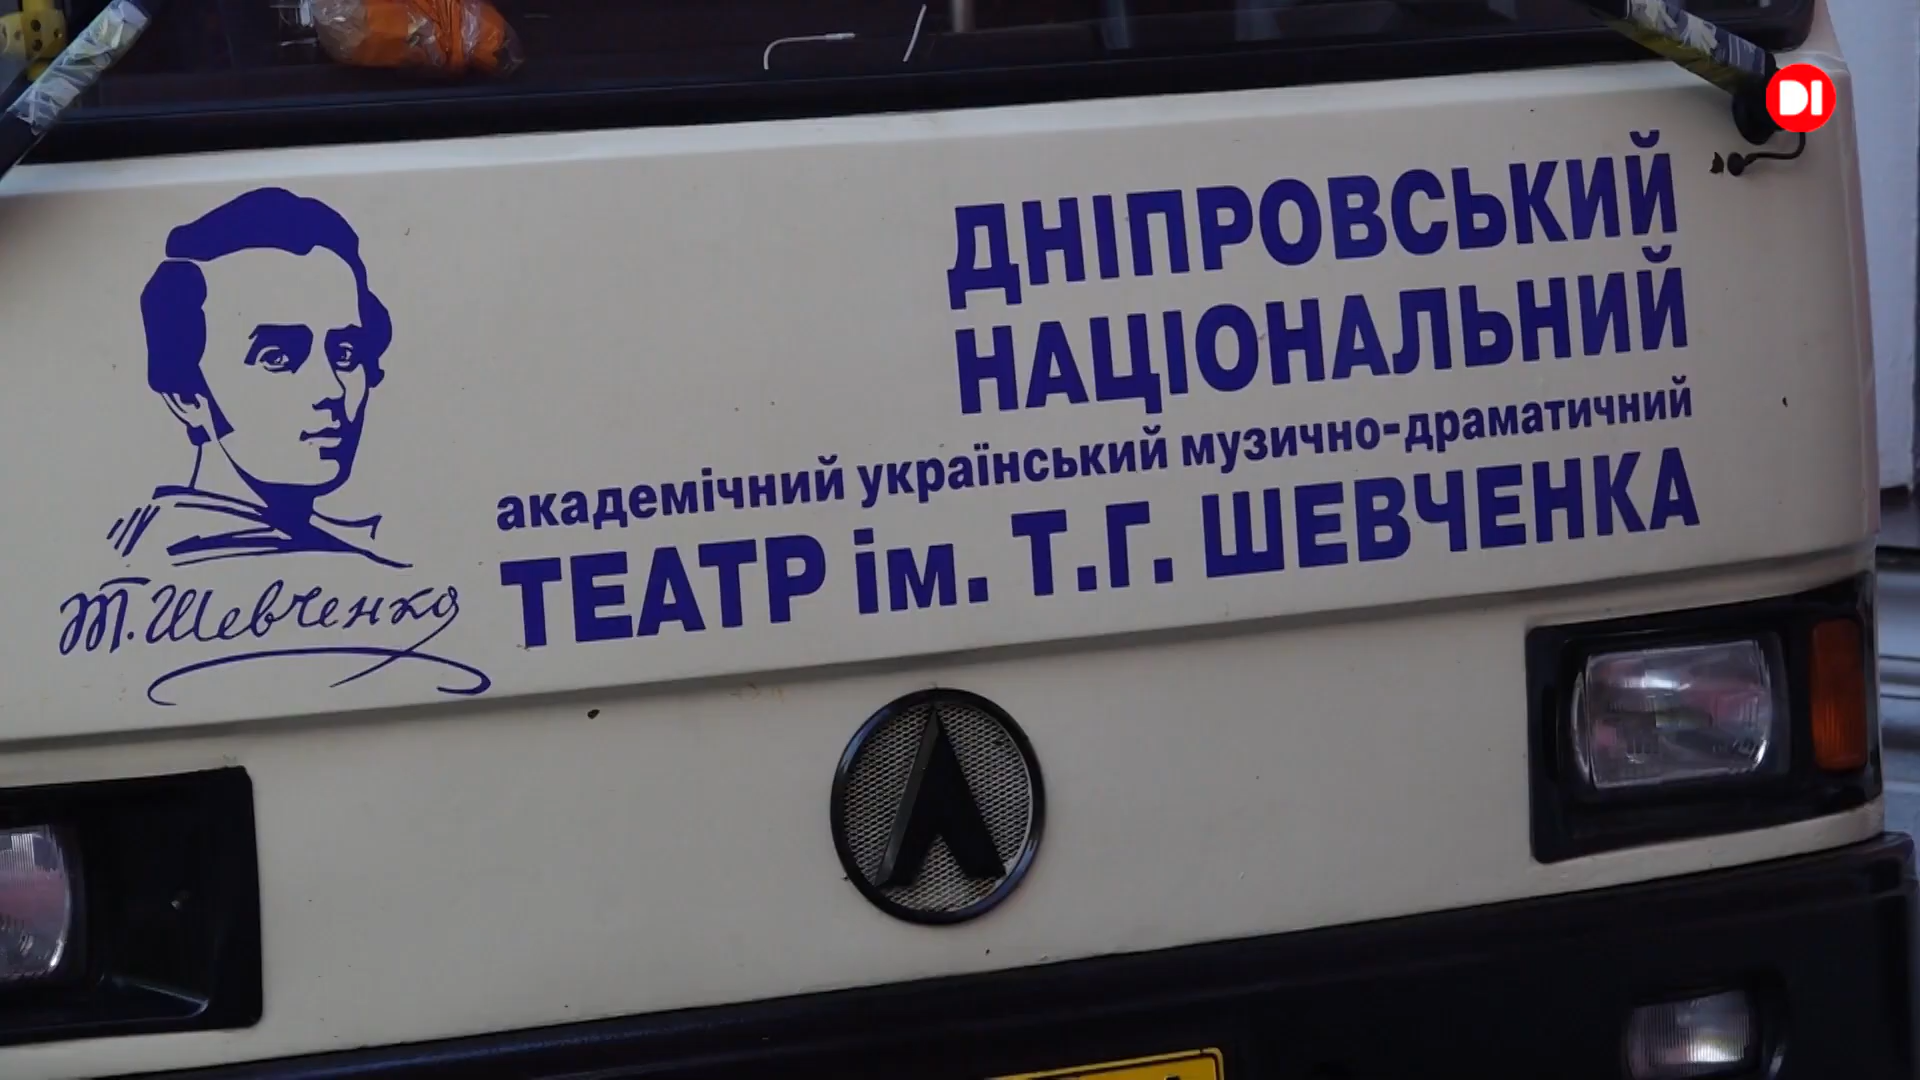 DI
ДНІПРОВСЬКИЙ
НАЦІОНАЛЬНИЙ
академічний український музично-драматичний
ТЕАТР ім. Т.Г. ШЕВЧЕНКА
Т. Шевченко